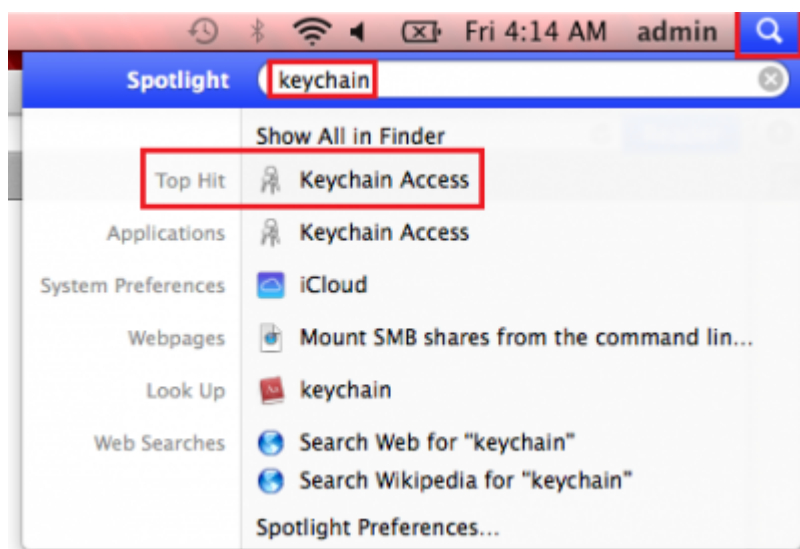 Fri 4:14 AM admin
Spotlight keychain
Show All in Finder
Top Hit Keychain Access
Applications Keychain Access
System Preferences iCloud
Webpages Mount SMB shares from the command lin...
Look Up keychain
Web Searches Search Web for "keychain"
Search Wikipedia for "keychain"
Spotlight Preferences...